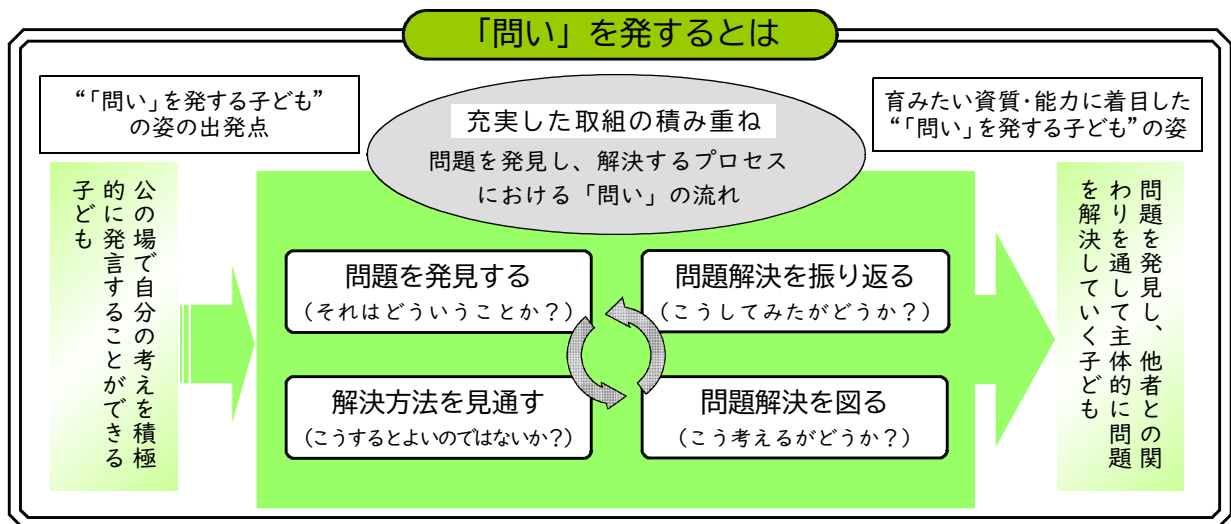 「問い」を発するとは
“「問い」を発する子ども”
の姿の出発点
公の場で自分の考えを積極
的に発言することができる
子ども
充実した取組の積み重ね
問題を発見し、解決するプロセス
における「問い」の流れ
問題を発見する
(それはどういうことか?)
解決方法を見通す
(こうするとよいのではないか?)
問題解決を図る
(こう考えるがどうか?)
問題解決を振り返る
(こうしてみたがどうか?)
育みたい資質・能力に着目した
“「問い」を発する子ども”の姿
問題を発見し、他者との関
わりを通して主体的に問題
を解決していく子ども